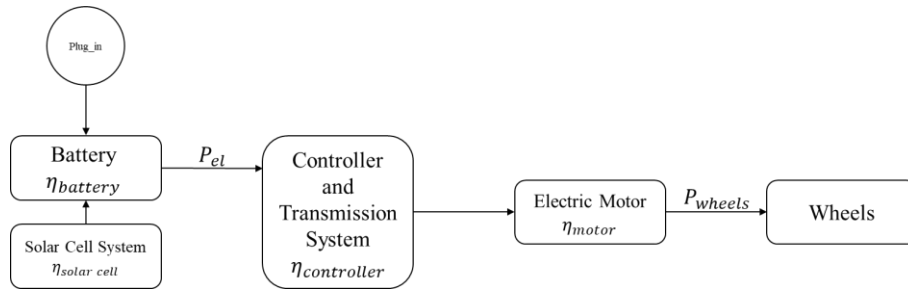 Plug_in
Battery
η_battery
P_el
Controller
and
Transmission
System
η_controller
Electric Motor
η_motor
P_wheels
Wheels
Solar Cell System
η_solar cell